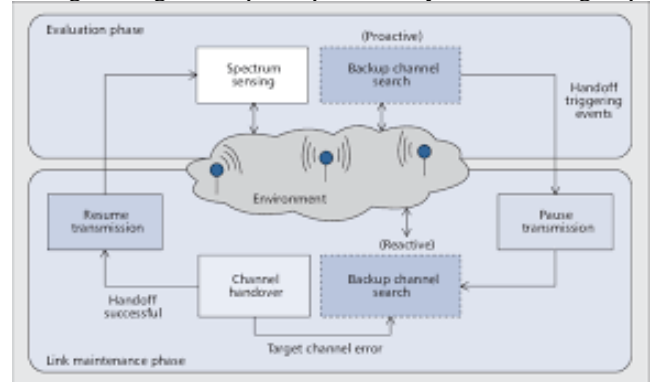 Evaluation phase
(Proactive)
Spectrum
sensing
Backup channel
search
Handoff
triggering
events
Environment
Resume
transmission
Pause
transmission
(Reactive)
Channel
handover
Backup channel
search
Handoff
successful
Target channel error
Link maintenance phase